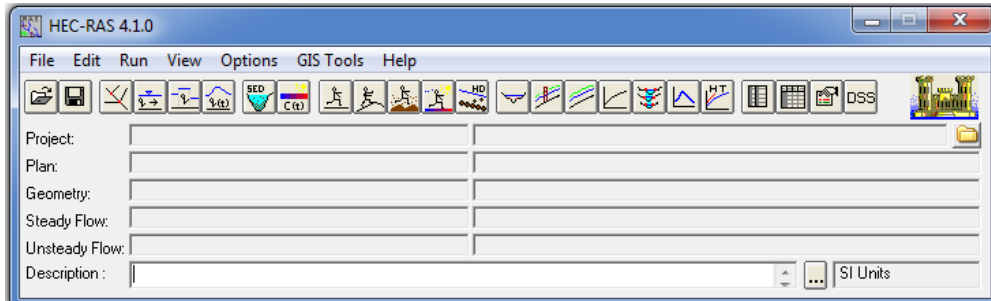 HEC-RAS 4.1.0
File Edit Run View Options GIS Tools Help
SED C(t) HD HT DSS
Project:
Plan:
Geometry:
Steady Flow:
Unsteady Flow:
Description : ... SI Units